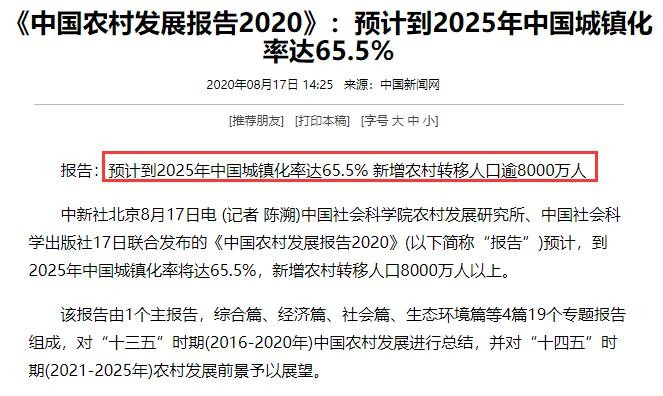 《中国农村发展报告2020》：预计到2025年中国城镇化
率达65.5%
2020年08月17日 14:25 来源：中国新闻网
[推荐朋友] [打印本稿] [字号 大 中 小]
报告：预计到2025年中国城镇化率达65.5% 新增农村转移人口逾8000万人
中新社北京8月17日电 (记者 陈溯)中国社会科学院农村发展研究所、中国社会科
学出版社17日联合发布的《中国农村发展报告2020》(以下简称“报告”)预计，到
2025年中国城镇化率将达65.5%，新增农村转移人口8000万人以上。
该报告由1个主报告，综合篇、经济篇、社会篇、生态环境篇等4篇19个专题报告
组成，对“十三五”时期(2016-2020年)中国农村发展进行总结，并对“十四五”时
期(2021-2025年)农村发展前景予以展望。